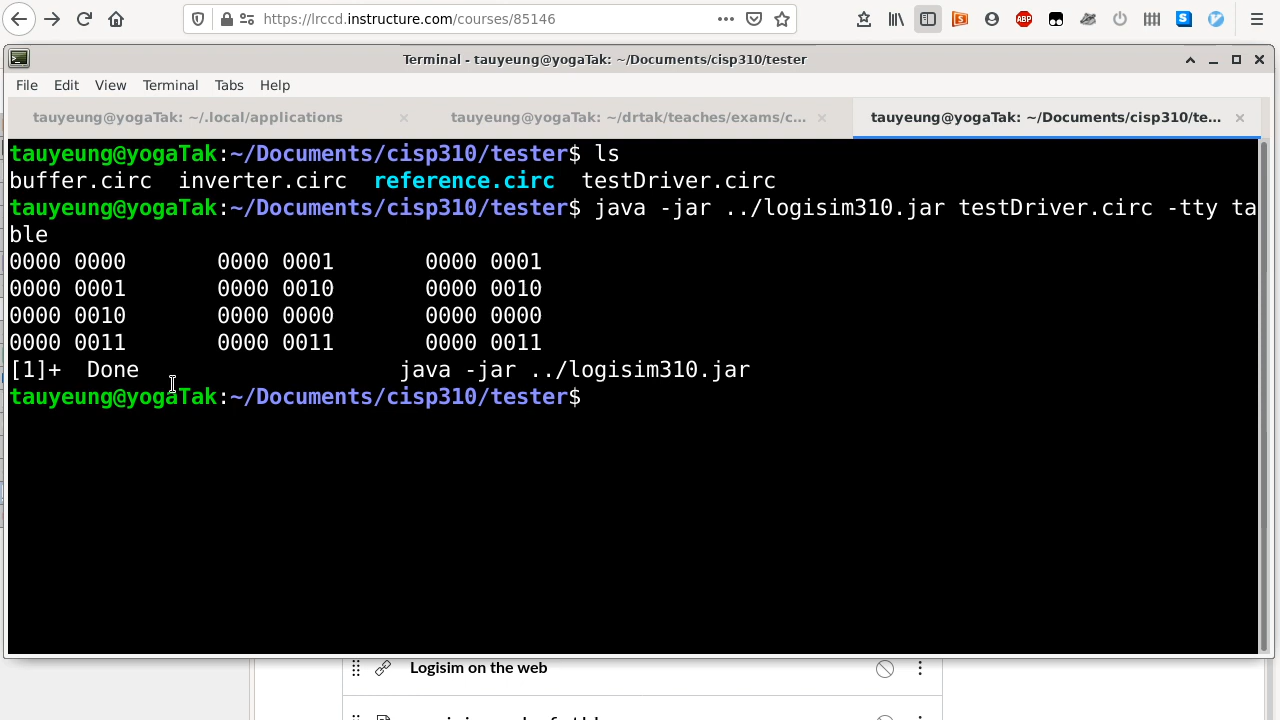 https://lrccd.instructure.com/courses/85146
Terminal - tauyeung@yogaTak: ~/Documents/cisp310/tester
File Edit View Terminal Tabs Help
tauyeung@yogaTak: ~/.local/applications
tauyeung@yogaTak: ~/drtak/teaches/exams/c...
tauyeung@yogaTak: ~/Documents/cisp310/te...
tauyeung@yogaTak:~/Documents/cisp310/tester$ ls
buffer.circ inverter.circ reference.circ testDriver.circ
tauyeung@yogaTak:~/Documents/cisp310/tester$ java -jar ../logisim310.jar testDriver.circ -tty ta
ble
0000 0000 0000 0001 0000 0001
0000 0001 0000 0010 0000 0010
0000 0010 0000 0000 0000 0000
0000 0011 0000 0011 0000 0011
[1]+ Done java -jar ../logisim310.jar
tauyeung@yogaTak:~/Documents/cisp310/tester$
Logisim on the web